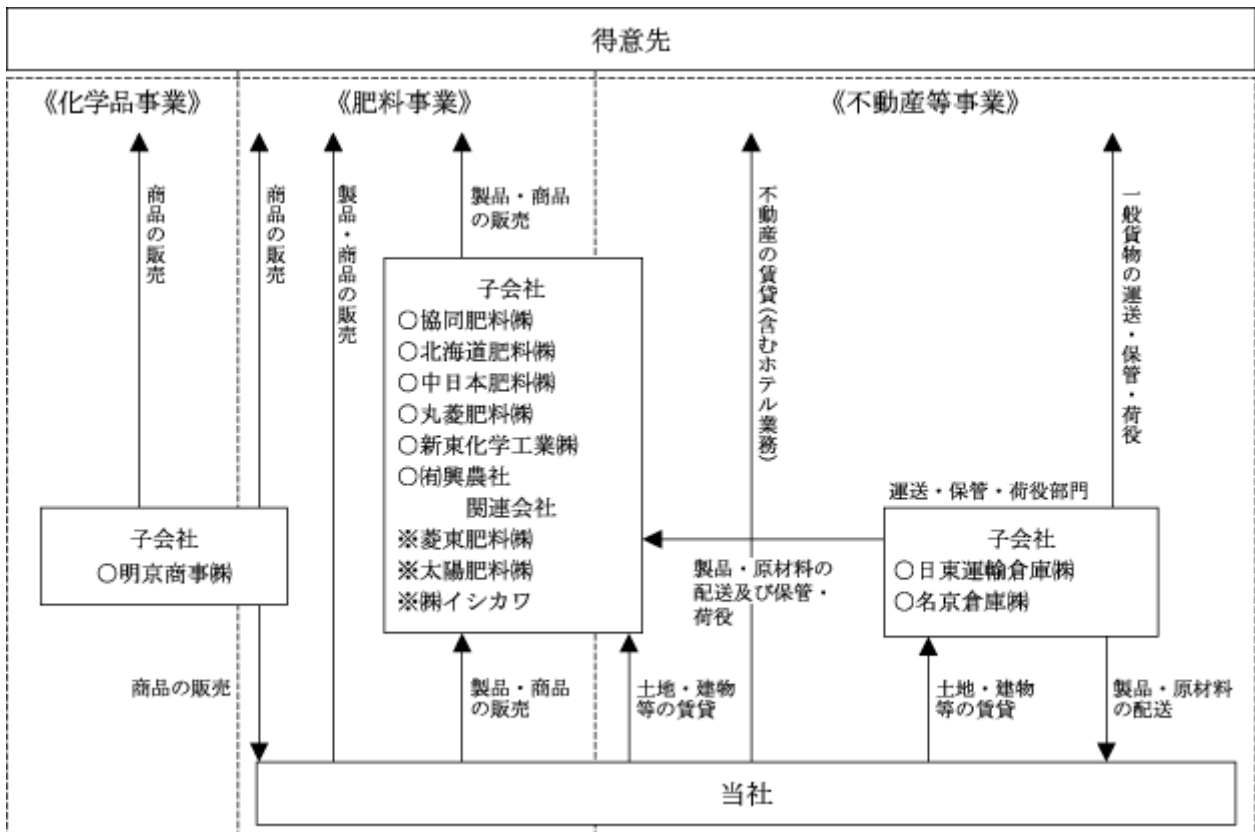 得意先
《化学品事業》
《肥料事業》
《不動産等事業》
商品の販売
商品の販売
製品・商品の販売
製品・商品
の販売
不動産の賃貸(含むホテル業務)
一般貨物の運送・保管・荷役
子会社
○協同肥料㈱
○北海道肥料㈱
○中日本肥料㈱
○丸菱肥料㈱
○新東化学工業㈱
○㈲興農社
関連会社
※菱東肥料㈱
※太陽肥料㈱
※㈱イシカワ
運送・保管・荷役部門
子会社
○明京商事㈱
製品・原材料の
配送及び保管・
荷役
子会社
○日東運輸倉庫㈱
○名京倉庫㈱
商品の販売
製品・商品
の販売
土地・建物
等の賃貸
土地・建物
等の賃貸
製品・原材料
の配送
当社